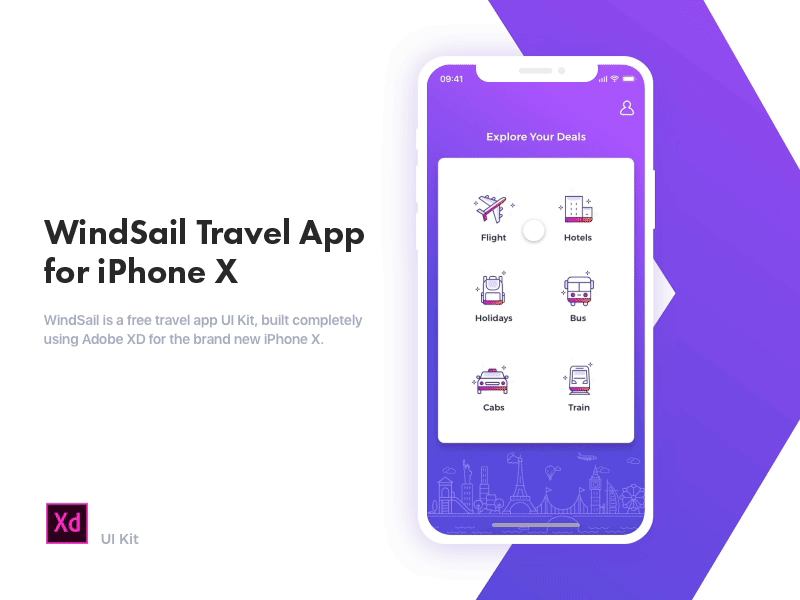 WindSail Travel App
for iPhone X
WindSail is a free travel app UI Kit, built completely
using Adobe XD for the brand new iPhone X.
Xd
UI Kit
09:41
Explore Your Deals
Flight
Hotels
Holidays
Bus
Cabs
Train